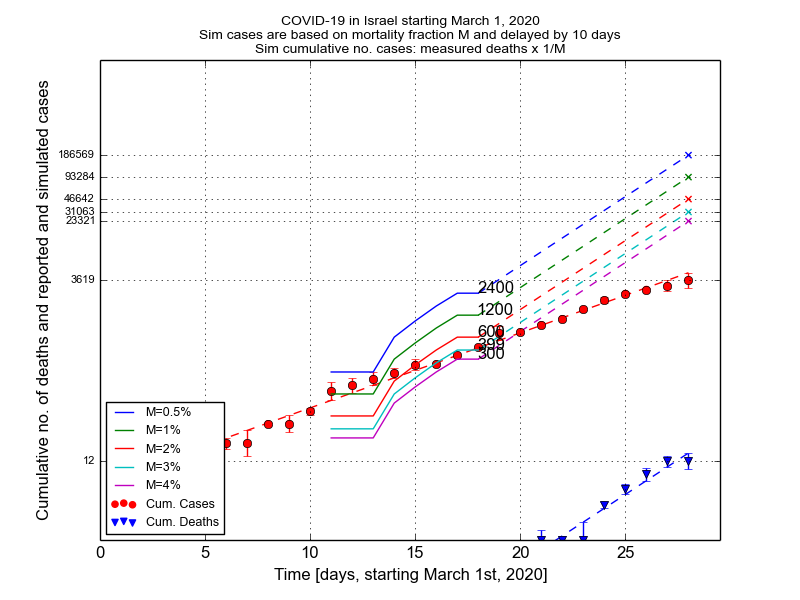 COVID-19 in Israel starting March 1, 2020
Sim cases are based on mortality fraction M and delayed by 10 days
Sim cumulative no. cases: measured deaths x 1/M
Cumulative no. of deaths and reported and simulated cases
186569
93284
46642
31063
23321
3619
12
2400
1200
600
399
300
M=0.5%
M=1%
M=2%
M=3%
M=4%
Cum. Cases
Cum. Deaths
0 5 10 15 20 25
Time [days, starting March 1st, 2020]